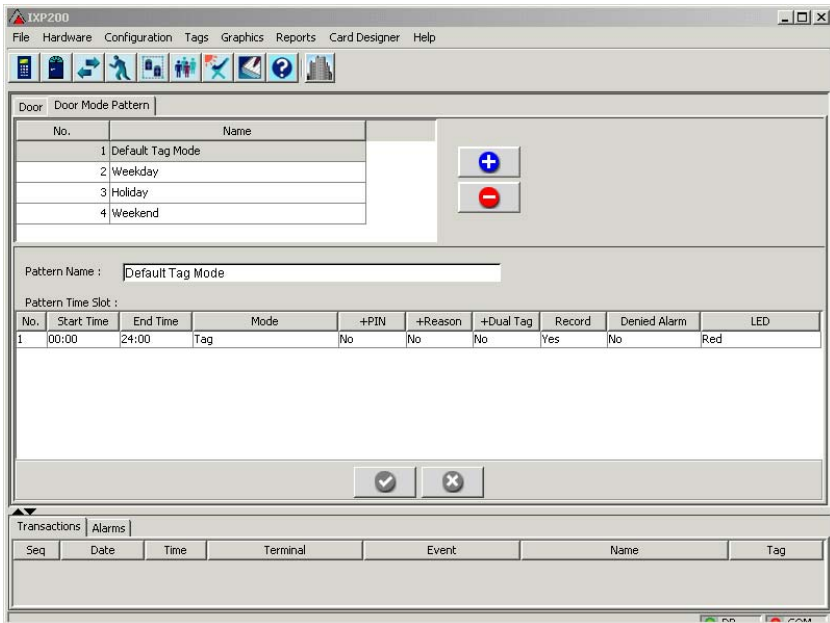 IXP200
File Hardware Configuration Tags Graphics Reports Card Designer Help
Door Door Mode Pattern
No. Name
1 Default Tag Mode
2 Weekday
3 Holiday
4 Weekend
Pattern Name : Default Tag Mode
Pattern Time Slot :
No. Start Time End Time Mode +PIN +Reason +Dual Tag Record Denied Alarm LED
1 00:00 24:00 Tag No No No Yes No Red
Transactions Alarms
Seq Date Time Terminal Event Name Tag